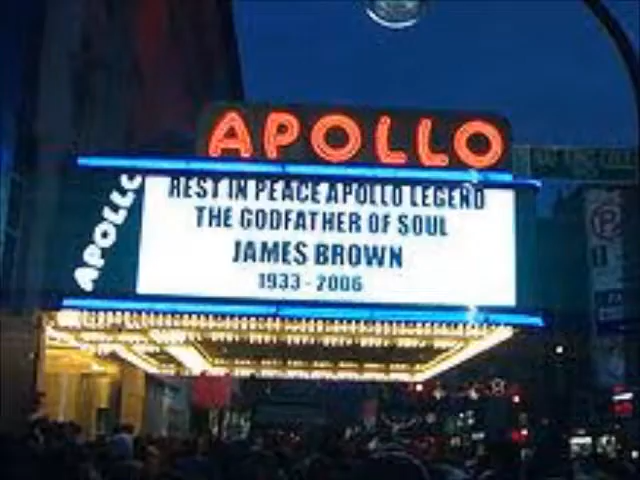 APOLLO
APOLLO
REST IN PEACE APOLLO LEGEND
THE GODFATHER OF SOUL
JAMES BROWN
1933 - 2006
P